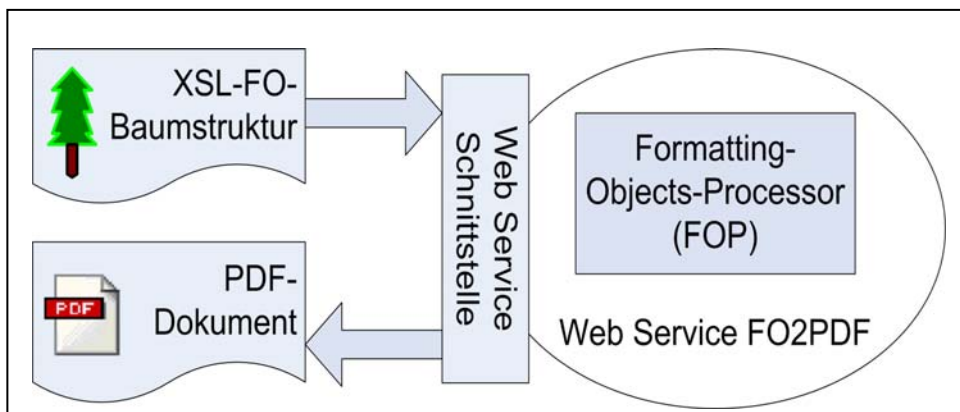 XSL-FO-
Baumstruktur
PDF
PDF-
Dokument
Web Service
Schnittstelle
Formatting-
Objects-Processor
(FOP)
Web Service FO2PDF